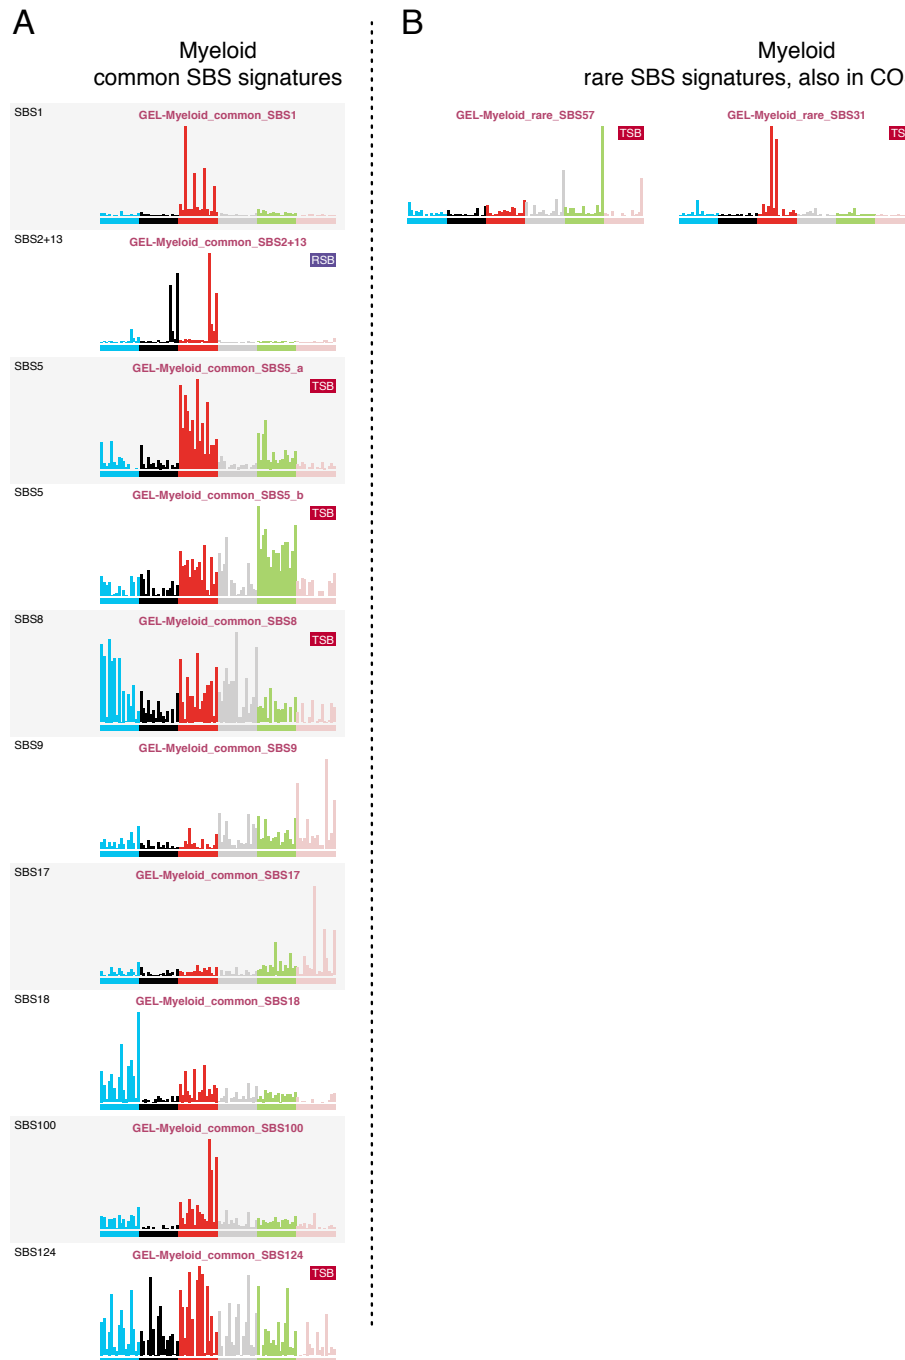 A
Myeloid
common SBS signatures
SBS1
GEL-Myeloid_common_SBS1
SBS2+13
GEL-Myeloid_common_SBS2+13
RSB
SBS5
GEL-Myeloid_common_SBS5_a
TSB
SBS5
GEL-Myeloid_common_SBS5_b
TSB
SBS8
GEL-Myeloid_common_SBS8
TSB
SBS9
GEL-Myeloid_common_SBS9
SBS17
GEL-Myeloid_common_SBS17
SBS18
GEL-Myeloid_common_SBS18
SBS100
GEL-Myeloid_common_SBS100
SBS124
GEL-Myeloid_common_SBS124
TSB
B
Myeloid
rare SBS signatures, also in CO
GEL-Myeloid_rare_SBS57
TSB
GEL-Myeloid_rare_SBS31
TS